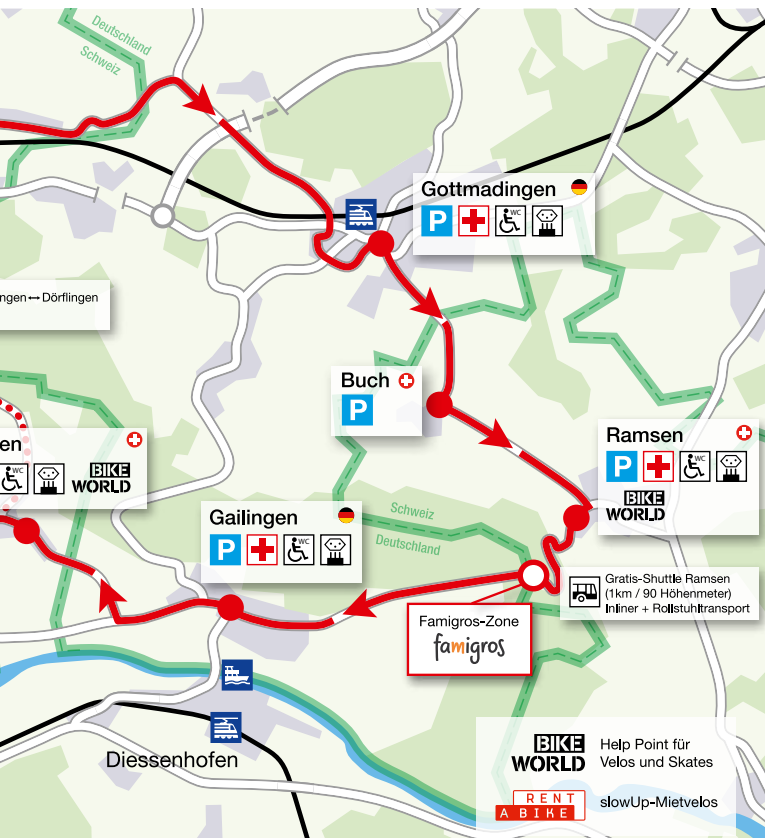 Deutschland
Schweiz
Gottmadingen
P
WC
ngen↔Dörflingen
Buch
P
en
WC
BIKE
WORLD
Ramsen
P
WC
BIKE
WORLD
Gailingen
P
WC
Schweiz
Deutschland
Gratis-Shuttle Ramsen
(1km / 90 Höhenmeter)
Inliner + Rollstuhltransport
Famigros-Zone
famigros
Diessenhofen
BIKE
WORLD
Help Point für
Velos und Skates
RENT
A BIKE
slowUp-Mietvelos